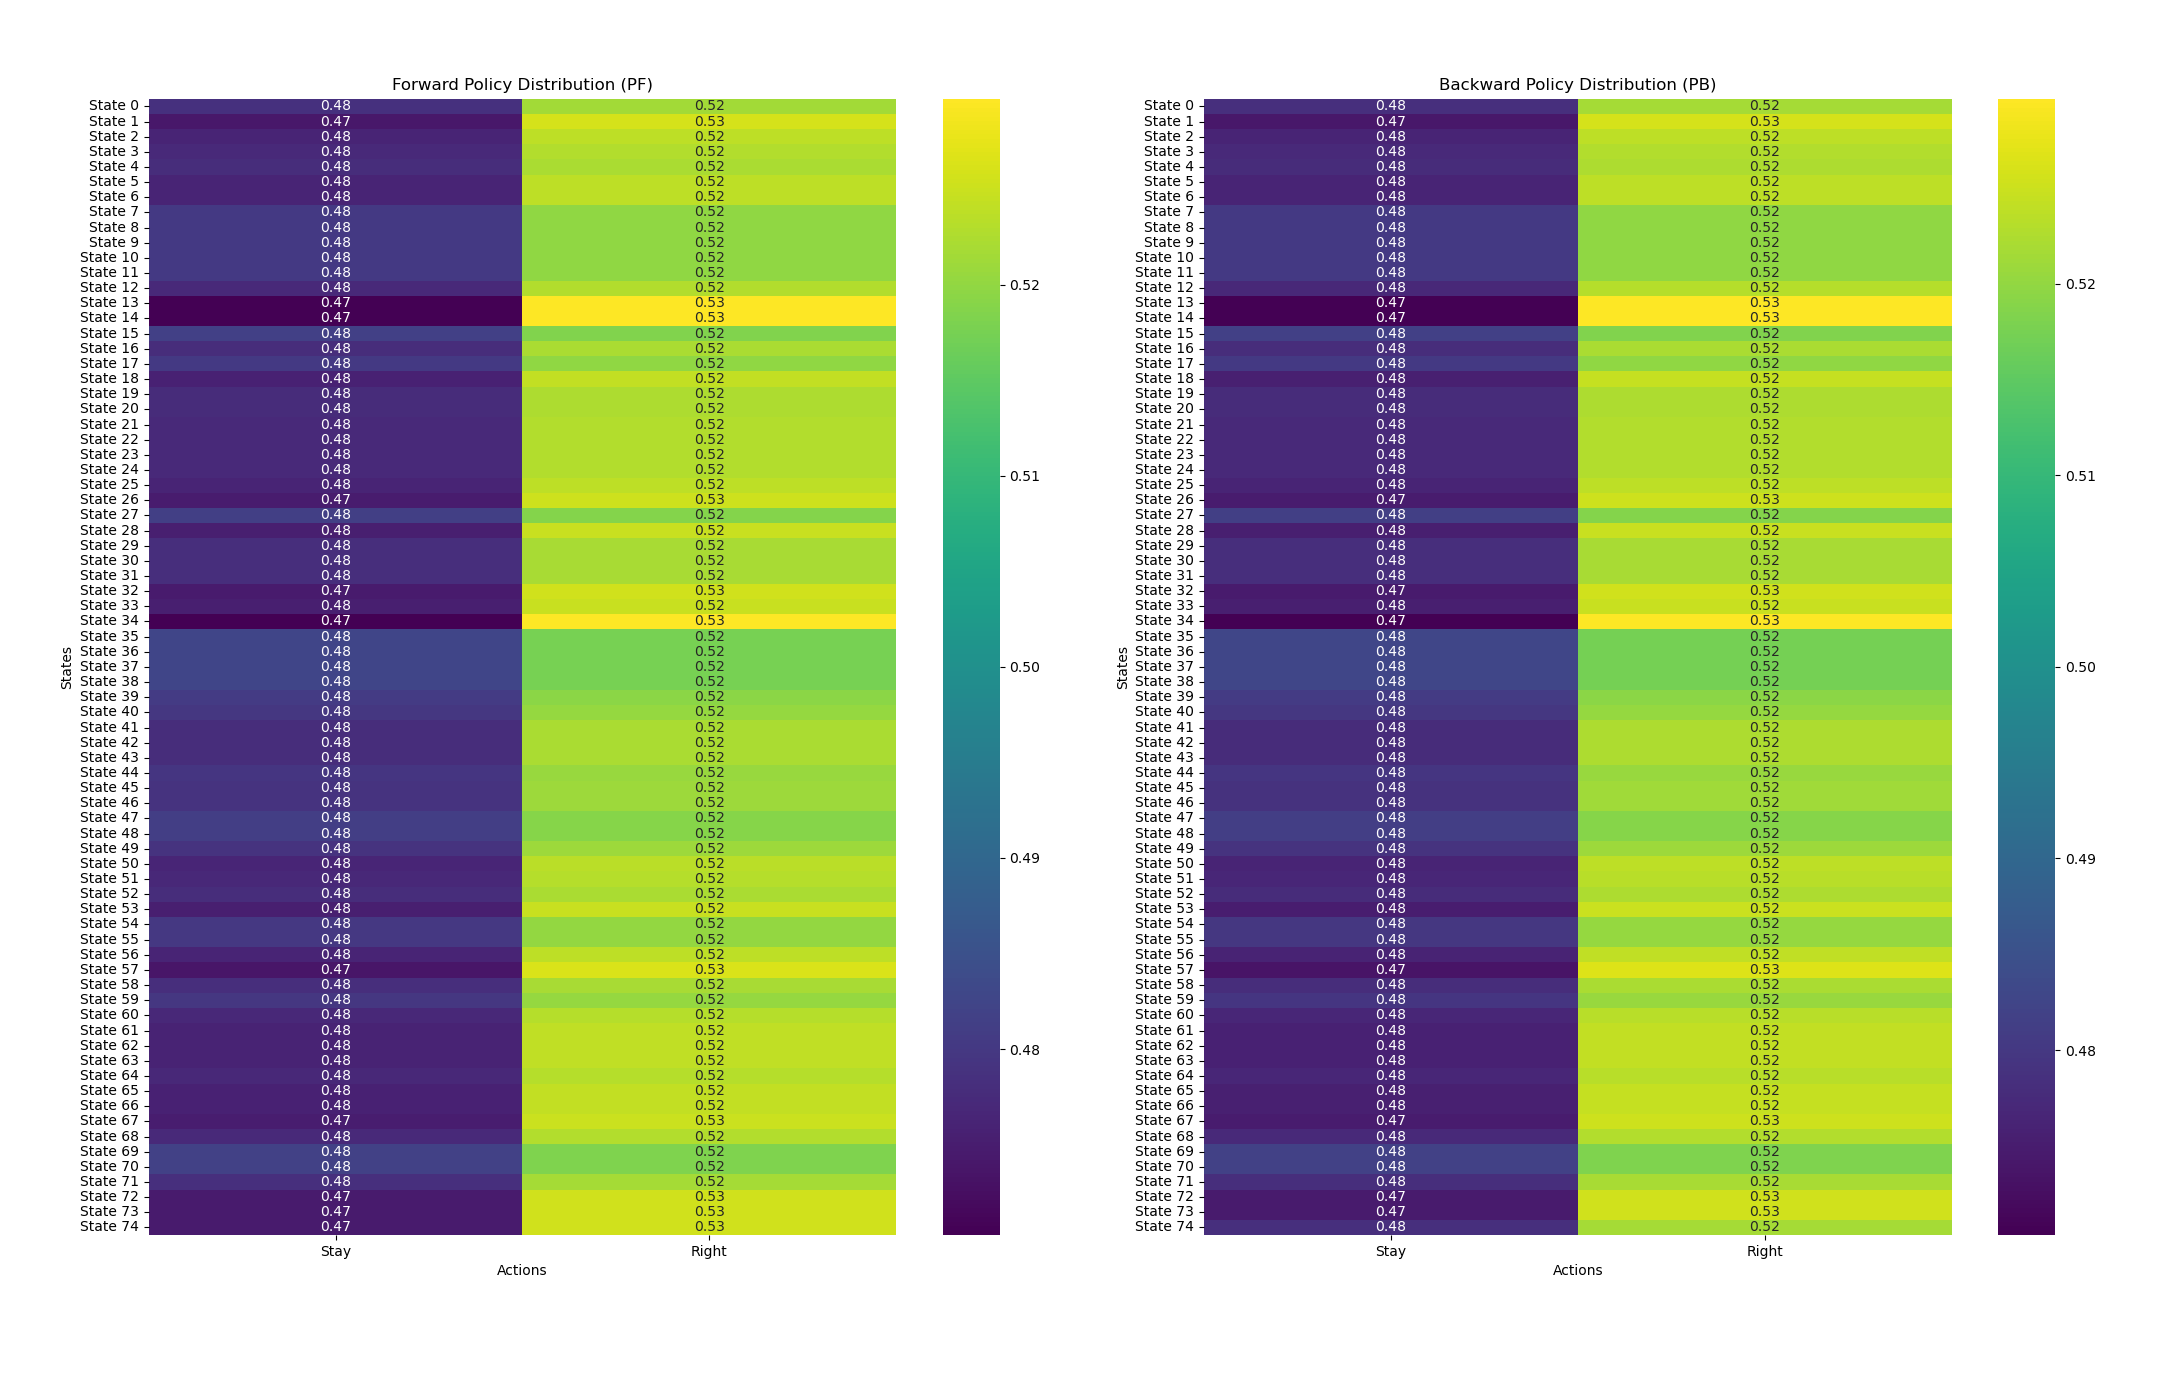 Forward Policy Distribution (PF)
State 0 0.48 0.52
State 1 0.47 0.53
State 2 0.48 0.52
State 3 0.48 0.52
State 4 0.48 0.52
State 5 0.48 0.52
State 6 0.48 0.52
State 7 0.48 0.52
State 8 0.48 0.52
State 9 0.48 0.52
State 10 0.48 0.52
State 11 0.48 0.52
State 12 0.48 0.52
State 13 0.47 0.53
State 14 0.47 0.53
State 15 0.48 0.52
State 16 0.48 0.52
State 17 0.48 0.52
State 18 0.48 0.52
State 19 0.48 0.52
State 20 0.48 0.52
State 21 0.48 0.52
State 22 0.48 0.52
State 23 0.48 0.52
State 24 0.48 0.52
State 25 0.48 0.52
State 26 0.47 0.53
State 27 0.48 0.52
State 28 0.48 0.52
State 29 0.48 0.52
State 30 0.48 0.52
State 31 0.48 0.52
State 32 0.47 0.53
State 33 0.48 0.52
State 34 0.47 0.53
State 35 0.48 0.52
State 36 0.48 0.52
State 37 0.48 0.52
State 38 0.48 0.52
State 39 0.48 0.52
State 40 0.48 0.52
State 41 0.48 0.52
State 42 0.48 0.52
State 43 0.48 0.52
State 44 0.48 0.52
State 45 0.48 0.52
State 46 0.48 0.52
State 47 0.48 0.52
State 48 0.48 0.52
State 49 0.48 0.52
State 50 0.48 0.52
State 51 0.48 0.52
State 52 0.48 0.52
State 53 0.48 0.52
State 54 0.48 0.52
State 55 0.48 0.52
State 56 0.48 0.52
State 57 0.47 0.53
State 58 0.48 0.52
State 59 0.48 0.52
State 60 0.48 0.52
State 61 0.48 0.52
State 62 0.48 0.52
State 63 0.48 0.52
State 64 0.48 0.52
State 65 0.48 0.52
State 66 0.48 0.52
State 67 0.47 0.53
State 68 0.48 0.52
State 69 0.48 0.52
State 70 0.48 0.52
State 71 0.48 0.52
State 72 0.47 0.53
State 73 0.47 0.53
State 74 0.47 0.53
Stay Right
Actions
States
0.52
0.51
0.50
0.49
0.48
Backward Policy Distribution (PB)
State 0 0.48 0.52
State 1 0.47 0.53
State 2 0.48 0.52
State 3 0.48 0.52
State 4 0.48 0.52
State 5 0.48 0.52
State 6 0.48 0.52
State 7 0.48 0.52
State 8 0.48 0.52
State 9 0.48 0.52
State 10 0.48 0.52
State 11 0.48 0.52
State 12 0.48 0.52
State 13 0.47 0.53
State 14 0.47 0.53
State 15 0.48 0.52
State 16 0.48 0.52
State 17 0.48 0.52
State 18 0.48 0.52
State 19 0.48 0.52
State 20 0.48 0.52
State 21 0.48 0.52
State 22 0.48 0.52
State 23 0.48 0.52
State 24 0.48 0.52
State 25 0.48 0.52
State 26 0.47 0.53
State 27 0.48 0.52
State 28 0.48 0.52
State 29 0.48 0.52
State 30 0.48 0.52
State 31 0.48 0.52
State 32 0.47 0.53
State 33 0.48 0.52
State 34 0.47 0.53
State 35 0.48 0.52
State 36 0.48 0.52
State 37 0.48 0.52
State 38 0.48 0.52
State 39 0.48 0.52
State 40 0.48 0.52
State 41 0.48 0.52
State 42 0.48 0.52
State 43 0.48 0.52
State 44 0.48 0.52
State 45 0.48 0.52
State 46 0.48 0.52
State 47 0.48 0.52
State 48 0.48 0.52
State 49 0.48 0.52
State 50 0.48 0.52
State 51 0.48 0.52
State 52 0.48 0.52
State 53 0.48 0.52
State 54 0.48 0.52
State 55 0.48 0.52
State 56 0.48 0.52
State 57 0.47 0.53
State 58 0.48 0.52
State 59 0.48 0.52
State 60 0.48 0.52
State 61 0.48 0.52
State 62 0.48 0.52
State 63 0.48 0.52
State 64 0.48 0.52
State 65 0.48 0.52
State 66 0.48 0.52
State 67 0.47 0.53
State 68 0.48 0.52
State 69 0.48 0.52
State 70 0.48 0.52
State 71 0.48 0.52
State 72 0.47 0.53
State 73 0.47 0.53
State 74 0.48 0.52
Stay Right
Actions
States
0.52
0.51
0.50
0.49
0.48